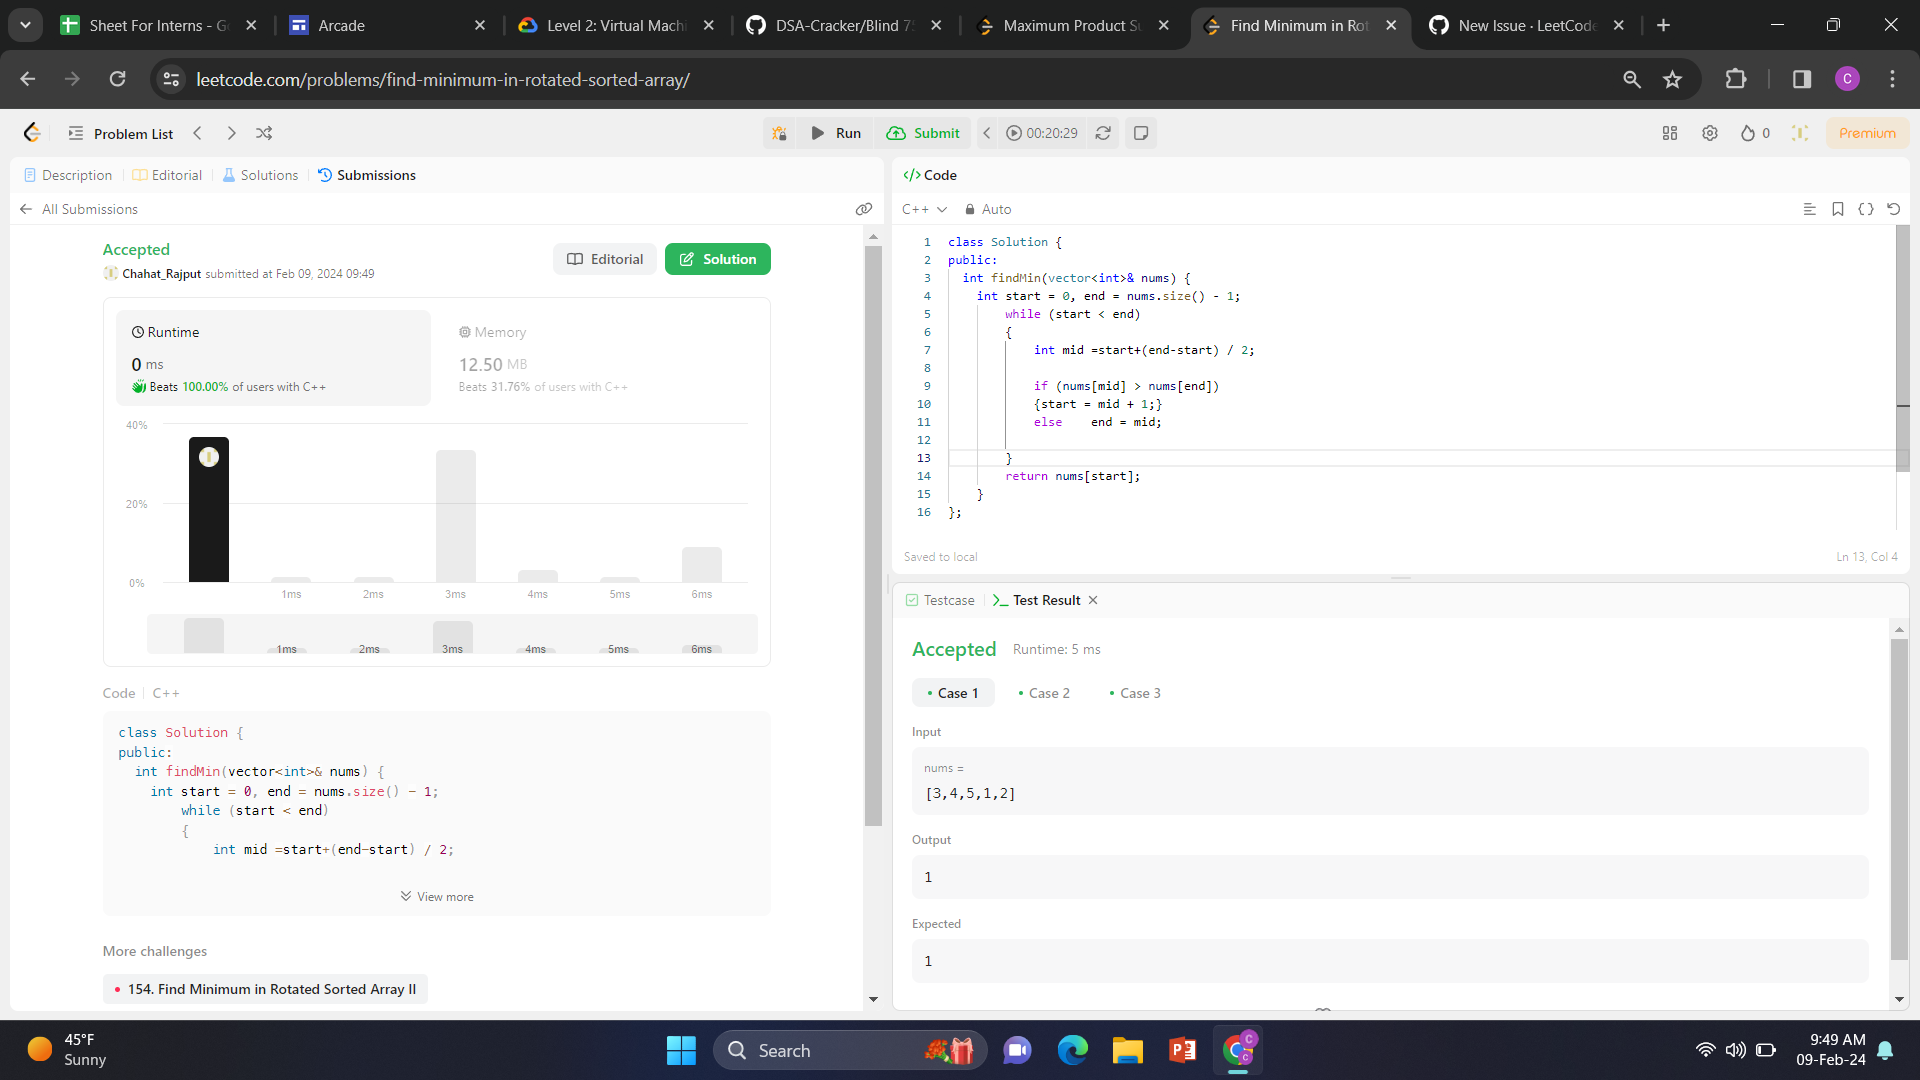 Sheet For Interns - G
Arcade
Level 2: Virtual Machi
DSA-Cracker/Blind 7
Maximum Product Su
Find Minimum in Rot
New Issue · LeetCode
leetcode.com/problems/find-minimum-in-rotated-sorted-array/
C
Problem List
Run
Submit
00:20:29
0
Premium
Description
Editorial
Solutions
Submissions
All Submissions
Accepted
Chahat_Rajput submitted at Feb 09, 2024 09:49
Editorial
Solution
Runtime
0 ms
Beats 100.00% of users with C++
Memory
12.50 MB
Beats 31.76% of users with C++
40%
20%
0%
1ms 2ms 3ms 4ms 5ms 6ms
1ms 2ms 3ms 4ms 5ms 6ms
Code C++
class Solution {
public:
int findMin(vector<int>& nums) {
int start = 0, end = nums.size() - 1;
while (start < end)
{
int mid =start+(end-start) / 2;
View more
More challenges
154. Find Minimum in Rotated Sorted Array II
</> Code
C++
Auto
1 class Solution {
2 public:
3 int findMin(vector<int>& nums) {
4 int start = 0, end = nums.size() - 1;
5 while (start < end)
6 {
7 int mid =start+(end-start) / 2;
8
9 if (nums[mid] > nums[end])
10 {start = mid + 1;}
11 else end = mid;
12
13 }
14 return nums[start];
15 }
16 };
Saved to local
Ln 13, Col 4
Testcase
Test Result
Accepted
Runtime: 5 ms
Case 1
Case 2
Case 3
Input
nums =
[3,4,5,1,2]
Output
1
Expected
1
45°F
Sunny
Search
9:49 AM
09-Feb-24